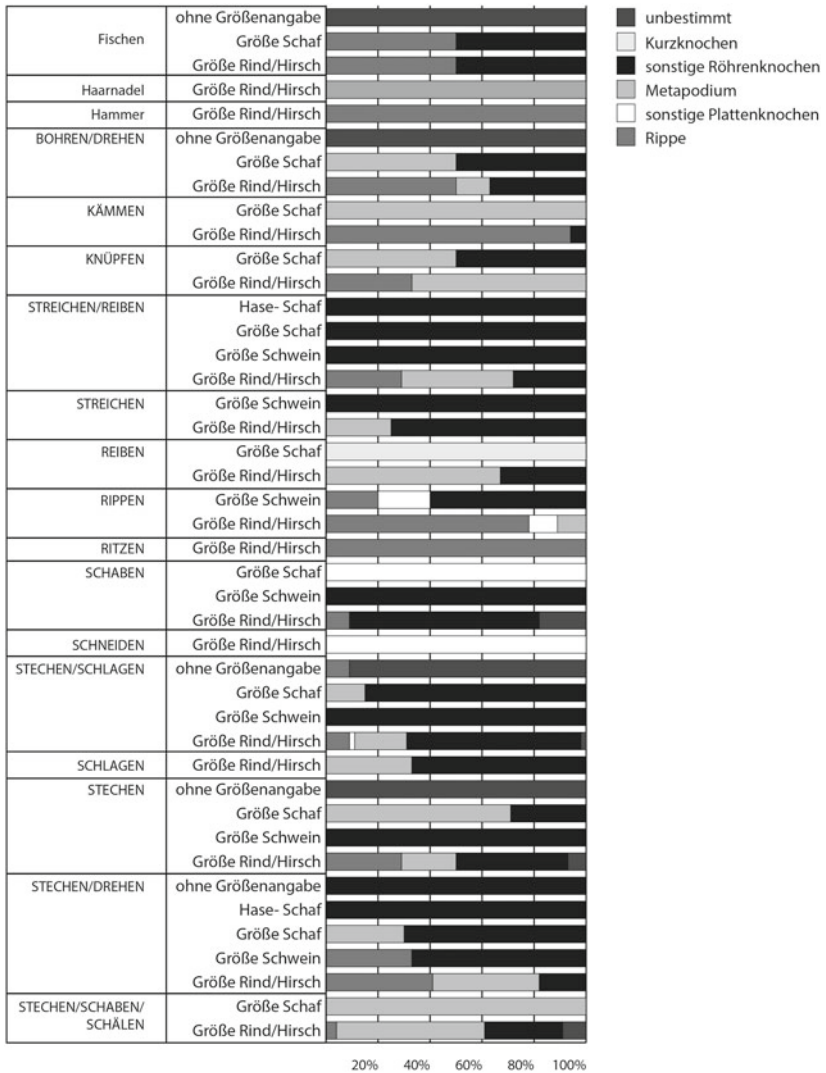 Fischen
ohne Größenangabe
Größe Schaf
Größe Rind/Hirsch
Haarnadel
Größe Rind/Hirsch
Hammer
Größe Rind/Hirsch
BOHREN/DREHEN
ohne Größenangabe
Größe Schaf
Größe Rind/Hirsch
KÄMMEN
Größe Schaf
Größe Rind/Hirsch
KNÜPFEN
Größe Schaf
Größe Rind/Hirsch
STREICHEN/REIBEN
Hase- Schaf
Größe Schaf
Größe Schwein
Größe Rind/Hirsch
STREICHEN
Größe Schwein
Größe Rind/Hirsch
REIBEN
Größe Schaf
Größe Rind/Hirsch
RIPPEN
Größe Schwein
Größe Rind/Hirsch
RITZEN
Größe Rind/Hirsch
SCHABEN
Größe Schaf
Größe Schwein
Größe Rind/Hirsch
SCHNEIDEN
Größe Rind/Hirsch
STECHEN/SCHLAGEN
ohne Größenangabe
Größe Schaf
Größe Schwein
Größe Rind/Hirsch
SCHLAGEN
Größe Rind/Hirsch
STECHEN
ohne Größenangabe
Größe Schaf
Größe Schwein
Größe Rind/Hirsch
STECHEN/DREHEN
ohne Größenangabe
Hase- Schaf
Größe Schaf
Größe Schwein
Größe Rind/Hirsch
STECHEN/SCHABEN/
SCHÄLEN
Größe Schaf
Größe Rind/Hirsch
20% 40% 60% 80% 100%
unbestimmt
Kurzknochen
sonstige Röhrenknochen
Metapodium
sonstige Plattenknochen
Rippe